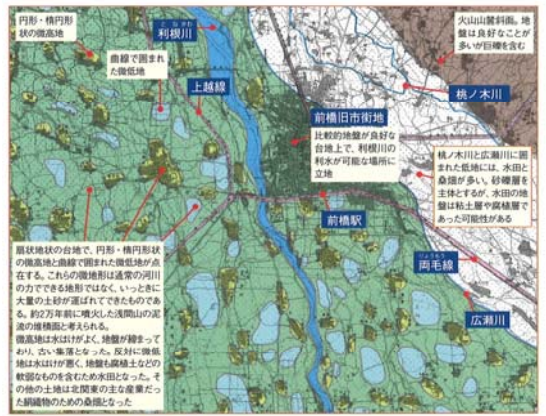 円形・楕円形
状の微高地
とねがわ
利根川
曲線で囲まれ
た微低地
上越線
火山山麓斜面。地
盤は良好なことが
多いが巨礫を含む
桃ノ木川
前橋旧市街地
比較的地盤が良好な
台地上で、利根川の
利水が可能な場所に
立地
桃ノ木川と広瀬川に囲
まれた低地には、水田と
桑畑が多い。砂礫層を
主体とするが、水田の地
盤は粘土層や腐植層で
あった可能性がある
前橋駅
りょうもう
両毛線
広瀬川
扇状地状の台地で、円形・楕円形状
の微高地と曲線で囲まれた微低地が点
在する。これらの微地形は通常の河川
の力でできる地形ではなく、いっときに
大量の土砂が運ばれてできたものであ
る。約2万年前に噴火した浅間山の泥
流の堆積面と考えられる。
微高地は水はけがよく、地盤が締まって
おり、古い集落となった。反対に微低
地は水はけが悪く、地盤も腐植土などの
軟弱なものを含むため水田となった。そ
の他の土地は北関東の主な産業だっ
た絹織物のための桑畑となった